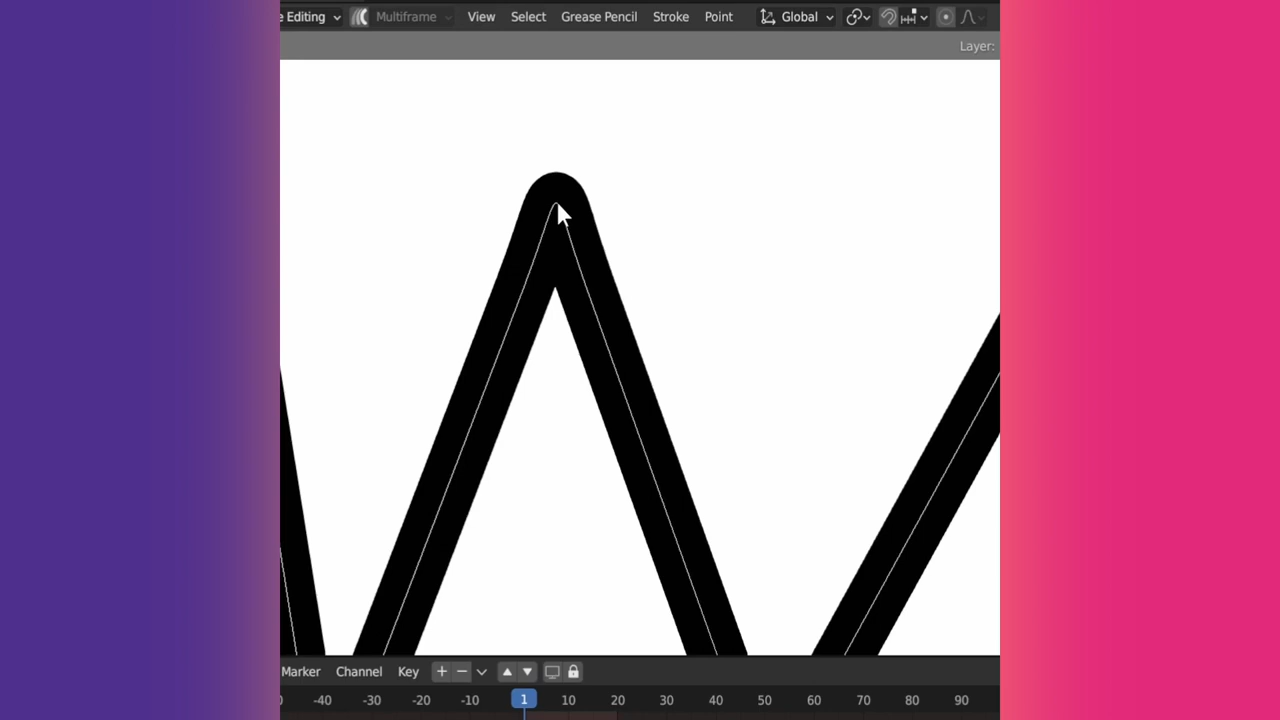 e Editing Multiframe View Select Grease Pencil Stroke Point Global
Layer:
Marker Channel Key
-40 -30 -20 -10 1 10 20 30 40 50 60 70 80 90